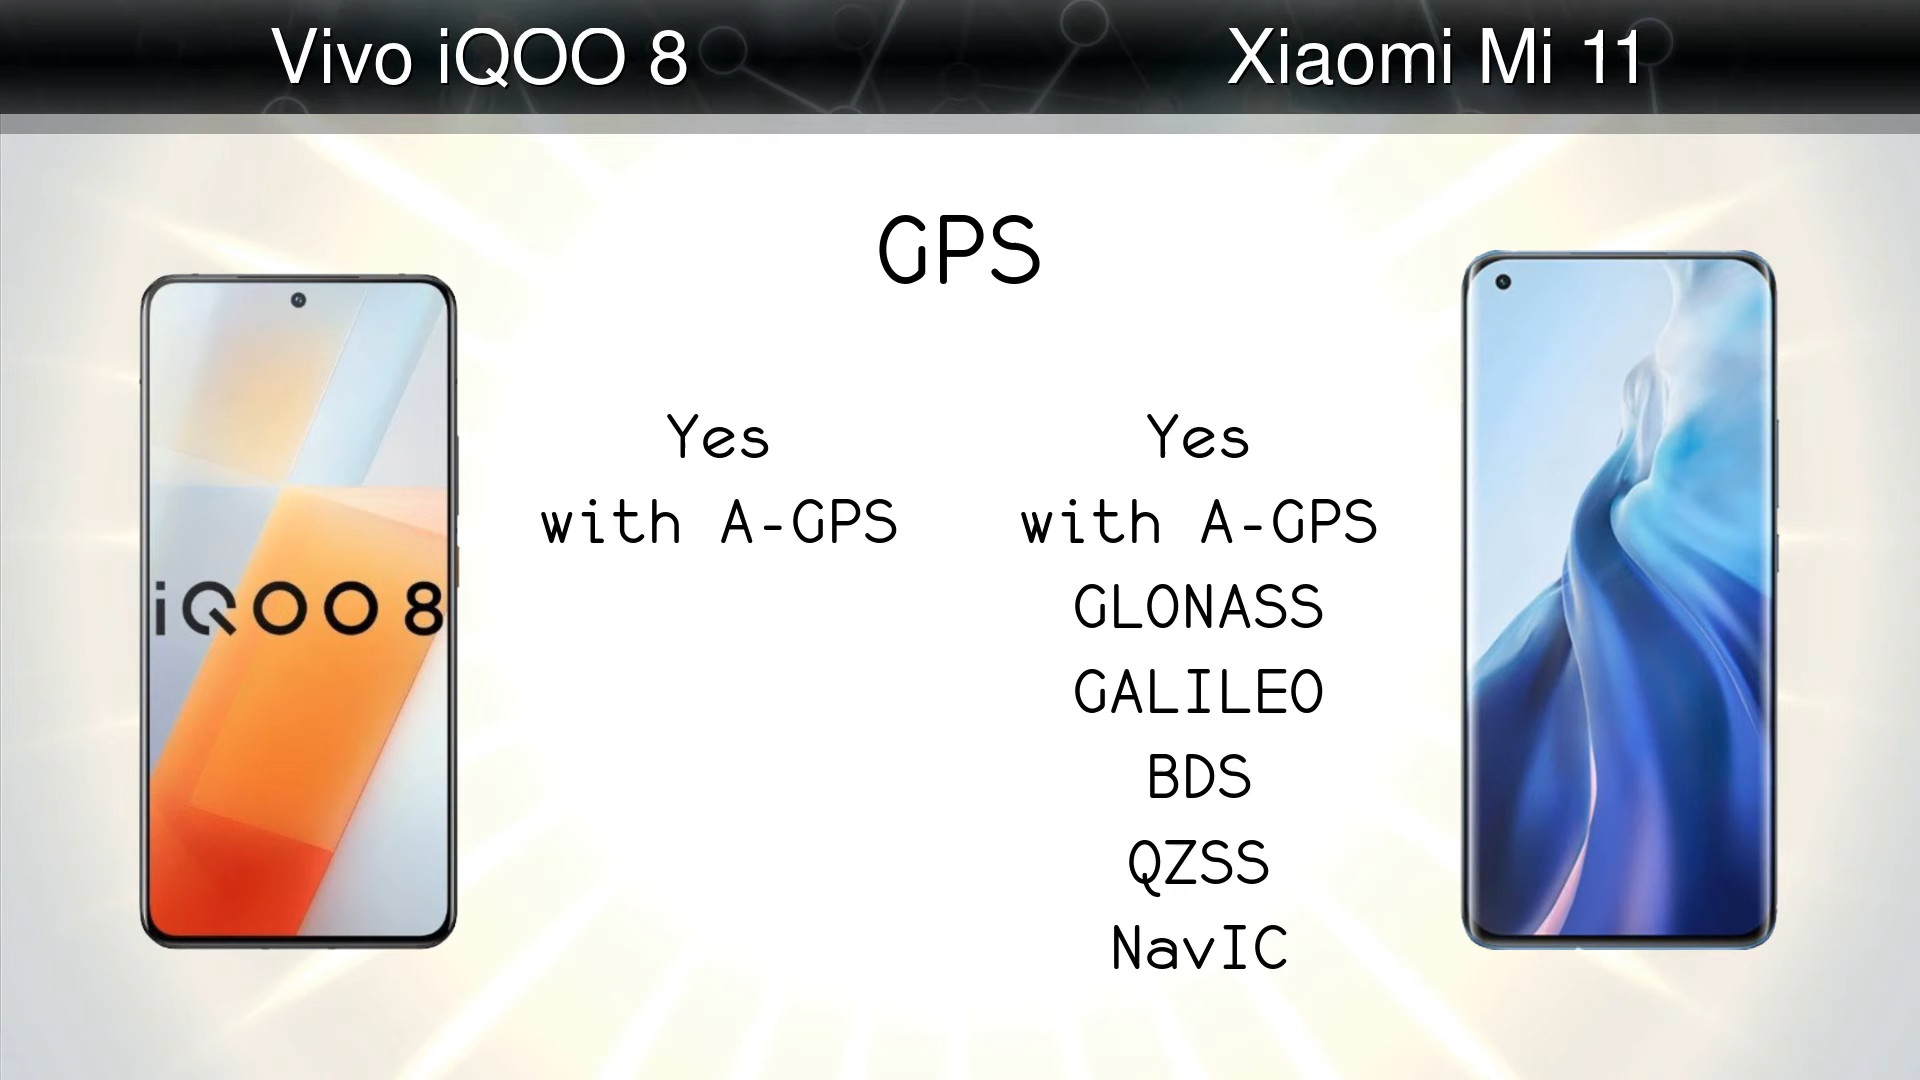 Vivo iQOO 8
Xiaomi Mi 11
GPS
Yes
with A-GPS
Yes
with A-GPS
GLONASS
GALILEO
BDS
QZSS
NavIC
iQOO 8